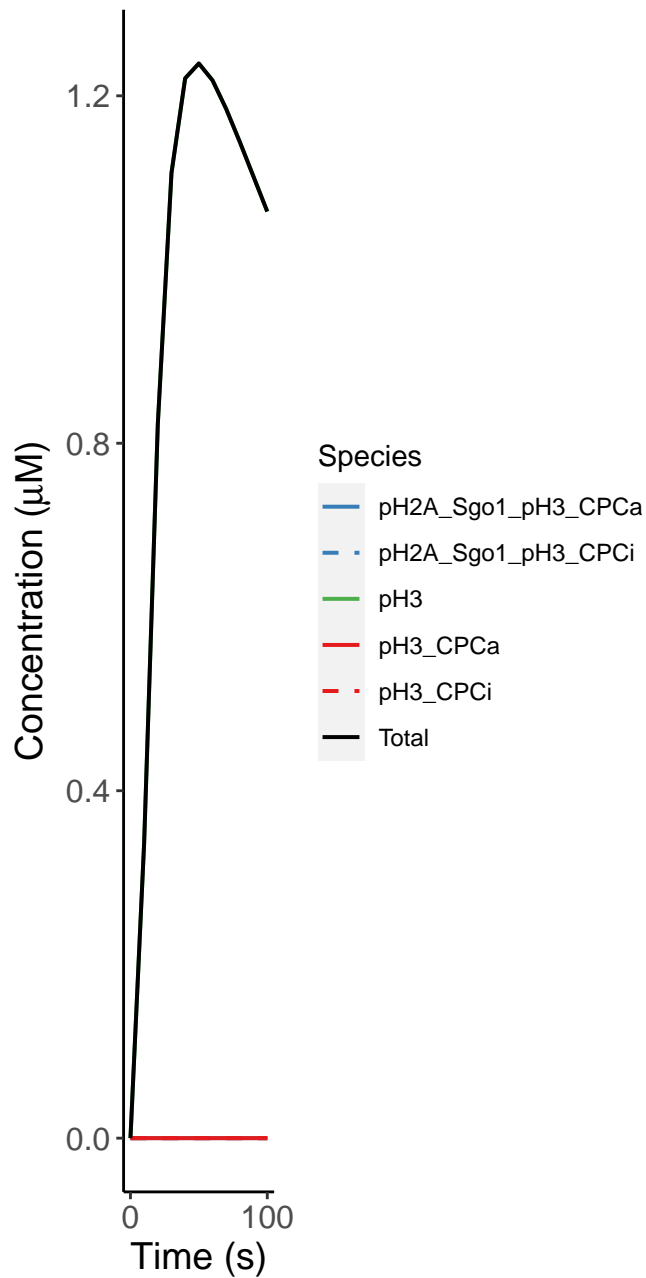 1.2
0.8
0.4
0.0
Concentration (μM)
0
100
Time (s)
Species
pH2A_Sgo1_pH3_CPCa
pH2A_Sgo1_pH3_CPCi
pH3
pH3_CPCa
pH3_CPCi
Total